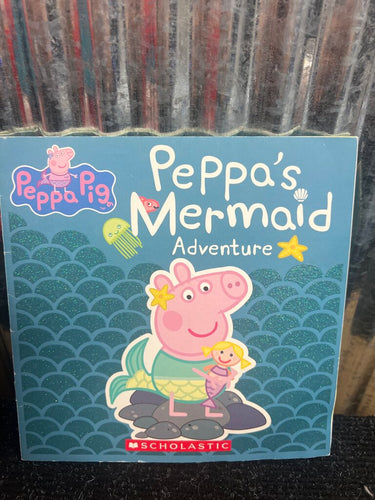 Peppa Pig
Peppa's
Mermaid
Adventure
SCHOLASTIC